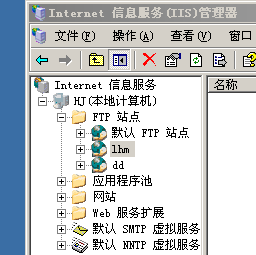 Internet 信息服务(IIS)管理器
文件(F) 操作(A) 查看(V) 窗口
Internet 信息服务
名称
HJ(本地计算机)
FTP 站点
默认 FTP 站点
lhm
dd
应用程序池
网站
Web 服务扩展
默认 SMTP 虚拟服务
默认 NNTP 虚拟服务